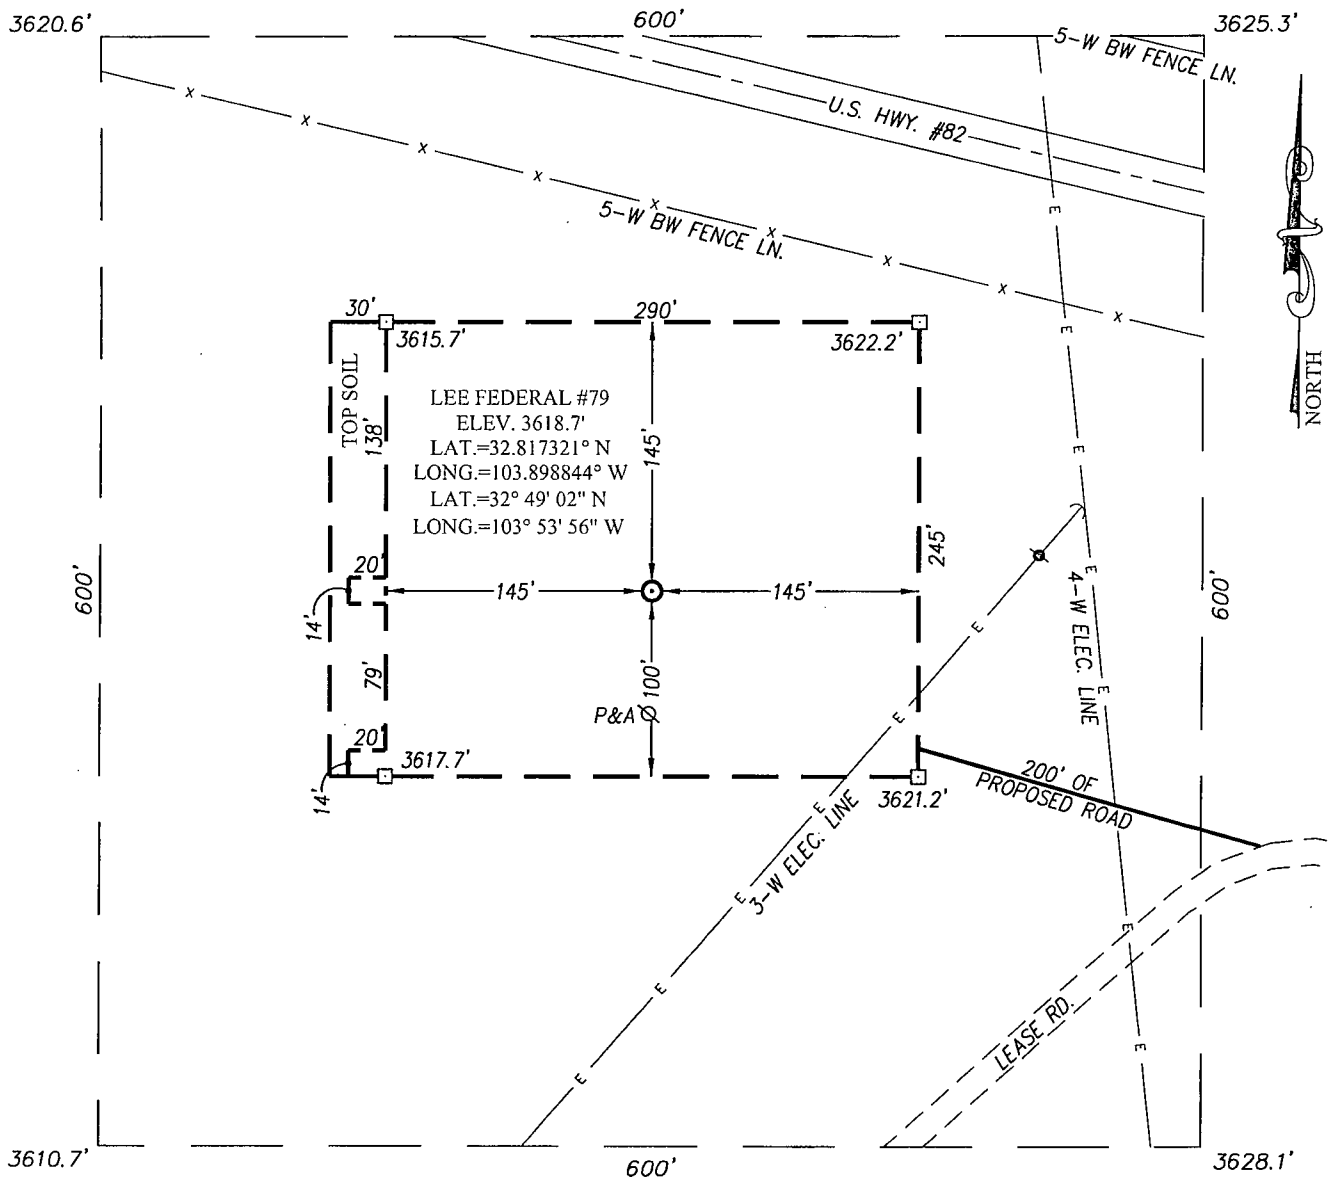 3620.6'
600'
3625.3'
5-W BW FENCE LN.
U.S. HWY. #82
X X X X X X X X X
5-W BW FENCE LN.
NORTH
30'
290'
3615.7'
3622.2'
TOP SOIL
138'
LEE FEDERAL #79
ELEV. 3618.7'
LAT.=32.817321° N
LONG.=103.898844° W
LAT.=32° 49' 02" N
LONG.=103° 53' 56" W
145'
245'
20'
145'
145'
14'
600'
600'
4-W ELEC. LINE
79'
100'
P&A
20'
3617.7'
14'
3621.2'
200' OF
PROPOSED ROAD
3-W ELEC. LINE
E E E E E E
E E E E E E
LEASE RD.
3610.7'
600'
3628.1'